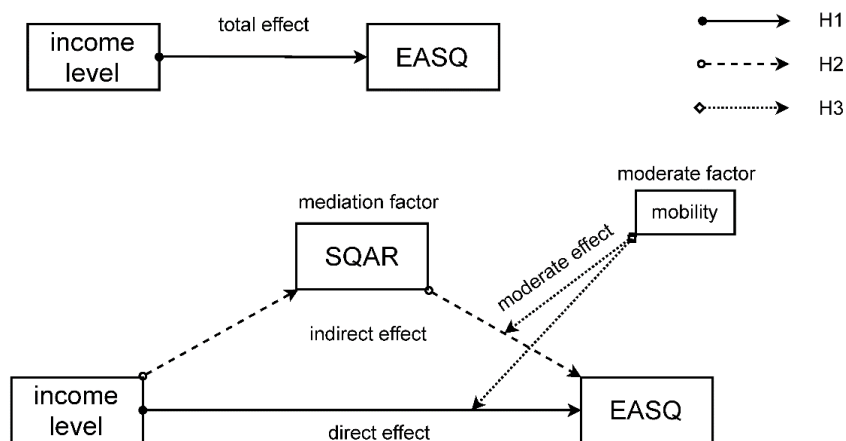 income
level
total effect
EASQ
H1
H2
H3
moderate factor
mobility
mediation factor
SQAR
moderate effect
indirect effect
income
level
direct effect
EASQ